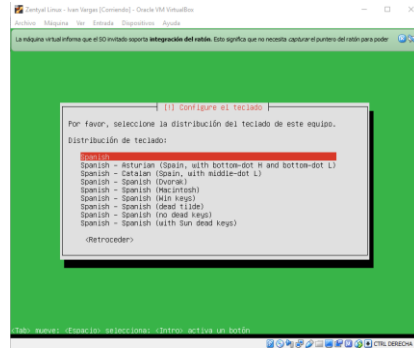 Zentyal Linux - Ivan Vargas [Corriendo] - Oracle VM VirtualBox
Archivo Máquina Ver Entrada Dispositivos Ayuda
La máquina virtual informa que el SO invitado soporta integración del ratón. Esto significa que no necesita capturar el puntero del ratón para poder
[!] Configure el teclado
Por favor, seleccione la distribución del teclado de este equipo.
Distribución de teclado:
Spanish
Spanish - Asturian (Spain, with bottom-dot H and bottom-dot L)
Spanish - Catalan (Spain, with middle-dot L)
Spanish - Spanish (Dvorak)
Spanish - Spanish (Macintosh)
Spanish - Spanish (Win keys)
Spanish - Spanish (dead tilde)
Spanish - Spanish (no dead keys)
Spanish - Spanish (with Sun dead keys)
<Retroceder>
<Tab> mueve; <Espacio> selecciona; <Intro> activa un botón
CTRL DERECHA